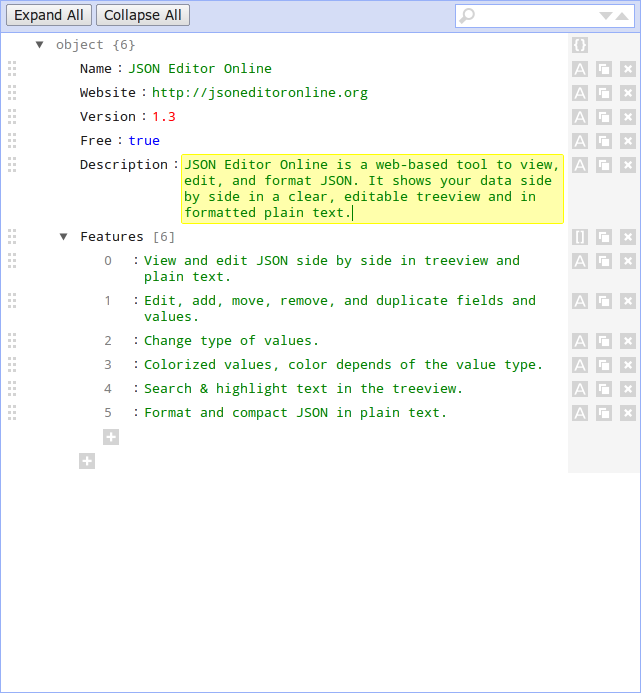 Expand All Collapse All
object {6}
Name : JSON Editor Online
Website : http://jsoneditoronline.org
Version : 1.3
Free : true
Description : JSON Editor Online is a web-based tool to view,
edit, and format JSON. It shows your data side
by side in a clear, editable treeview and in
formatted plain text.
Features [6]
0 : View and edit JSON side by side in treeview and
plain text.
1 : Edit, add, move, remove, and duplicate fields and
values.
2 : Change type of values.
3 : Colorized values, color depends of the value type.
4 : Search & highlight text in the treeview.
5 : Format and compact JSON in plain text.